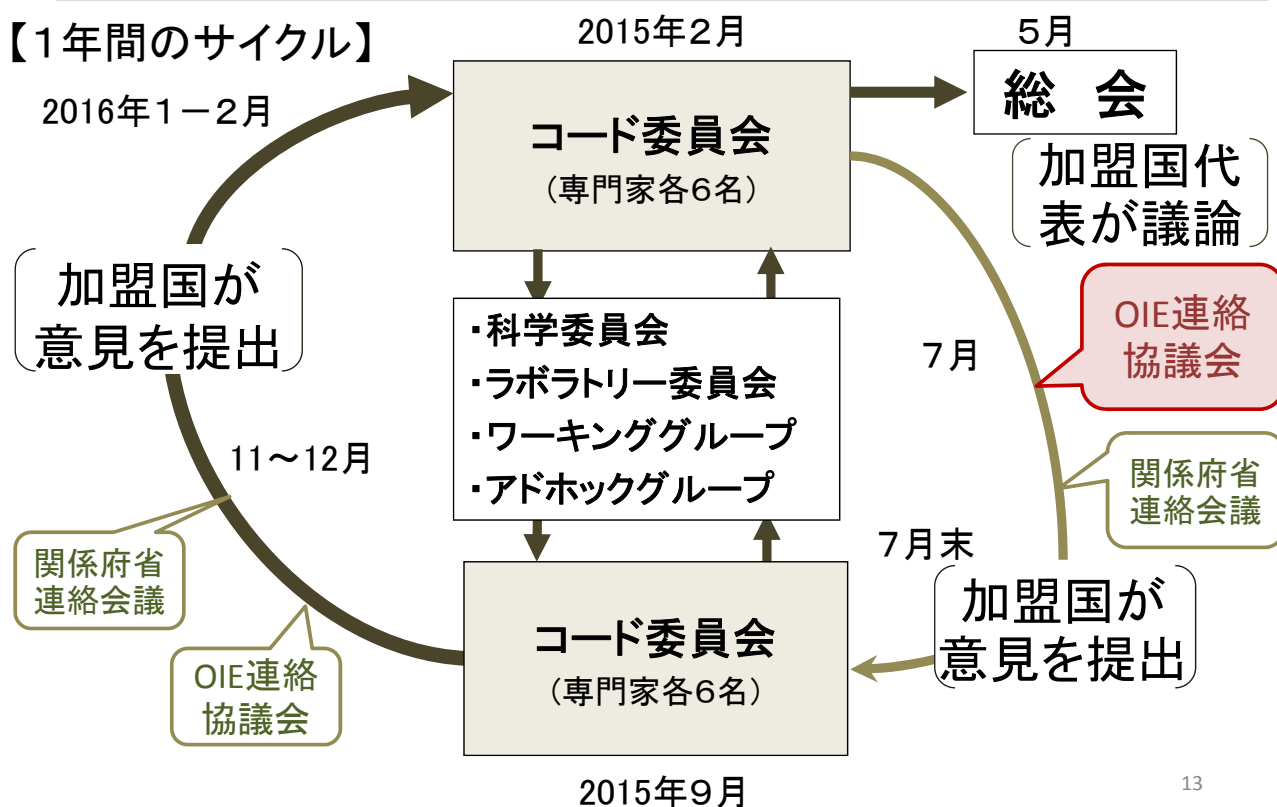 【1年間のサイクル】
2015年2月
5月
2016年1－2月
総　会
コード委員会
(専門家各6名)
加盟国代
表が議論
加盟国が
意見を提出
・科学委員会
・ラボラトリー委員会
・ワーキンググループ
・アドホックグループ
7月
OIE連絡
協議会
11～12月
関係府省
連絡会議
関係府省
連絡会議
7月末
加盟国が
意見を提出
コード委員会
(専門家各6名)
OIE連絡
協議会
2015年9月
13